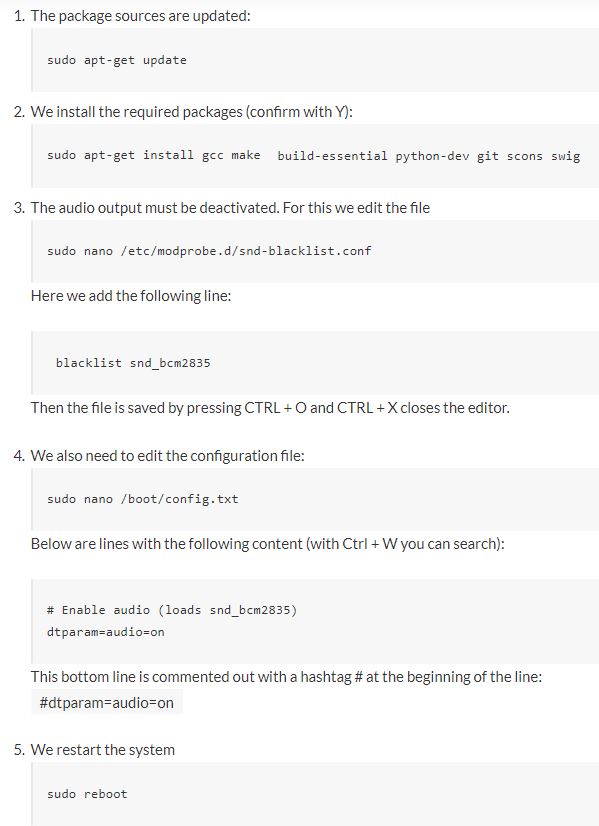 1. The package sources are updated:
sudo apt-get update
2. We install the required packages (confirm with Y):
sudo apt-get install gcc make  build-essential python-dev git scons swig
3. The audio output must be deactivated. For this we edit the file
sudo nano /etc/modprobe.d/snd-blacklist.conf
Here we add the following line:
blacklist snd_bcm2835
Then the file is saved by pressing CTRL + O and CTRL + X closes the editor.
4. We also need to edit the configuration file:
sudo nano /boot/config.txt
Below are lines with the following content (with Ctrl + W you can search):
# Enable audio (loads snd_bcm2835)
dtparam=audio=on
This bottom line is commented out with a hashtag # at the beginning of the line:
#dtparam=audio=on
5. We restart the system
sudo reboot